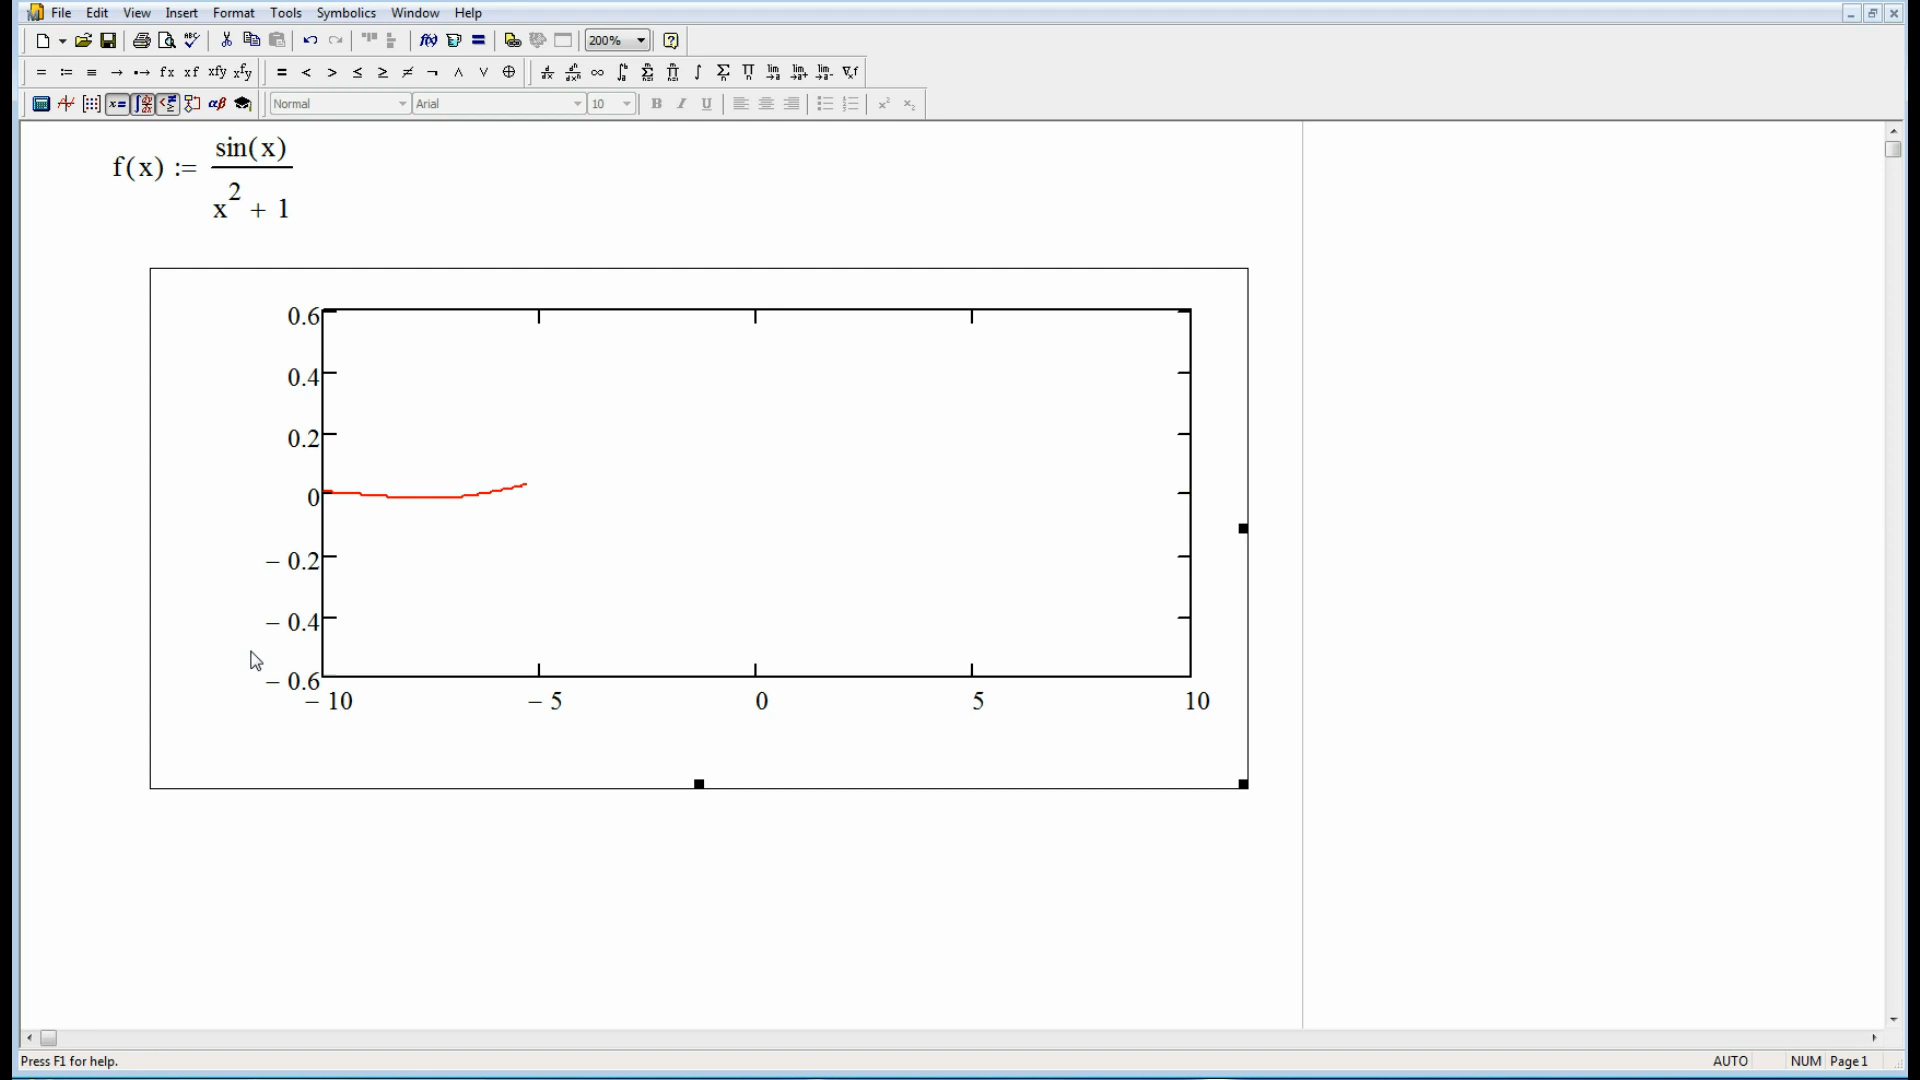 File Edit View Insert Format Tools Symbolics Window Help
200%
Normal Arial 10 B I U
f(x) := sin(x)
x² + 1
0.6
0.4
0.2
0
− 0.2
− 0.4
− 0.6
− 10 − 5 0 5 10
Press F1 for help. AUTO NUM Page 1